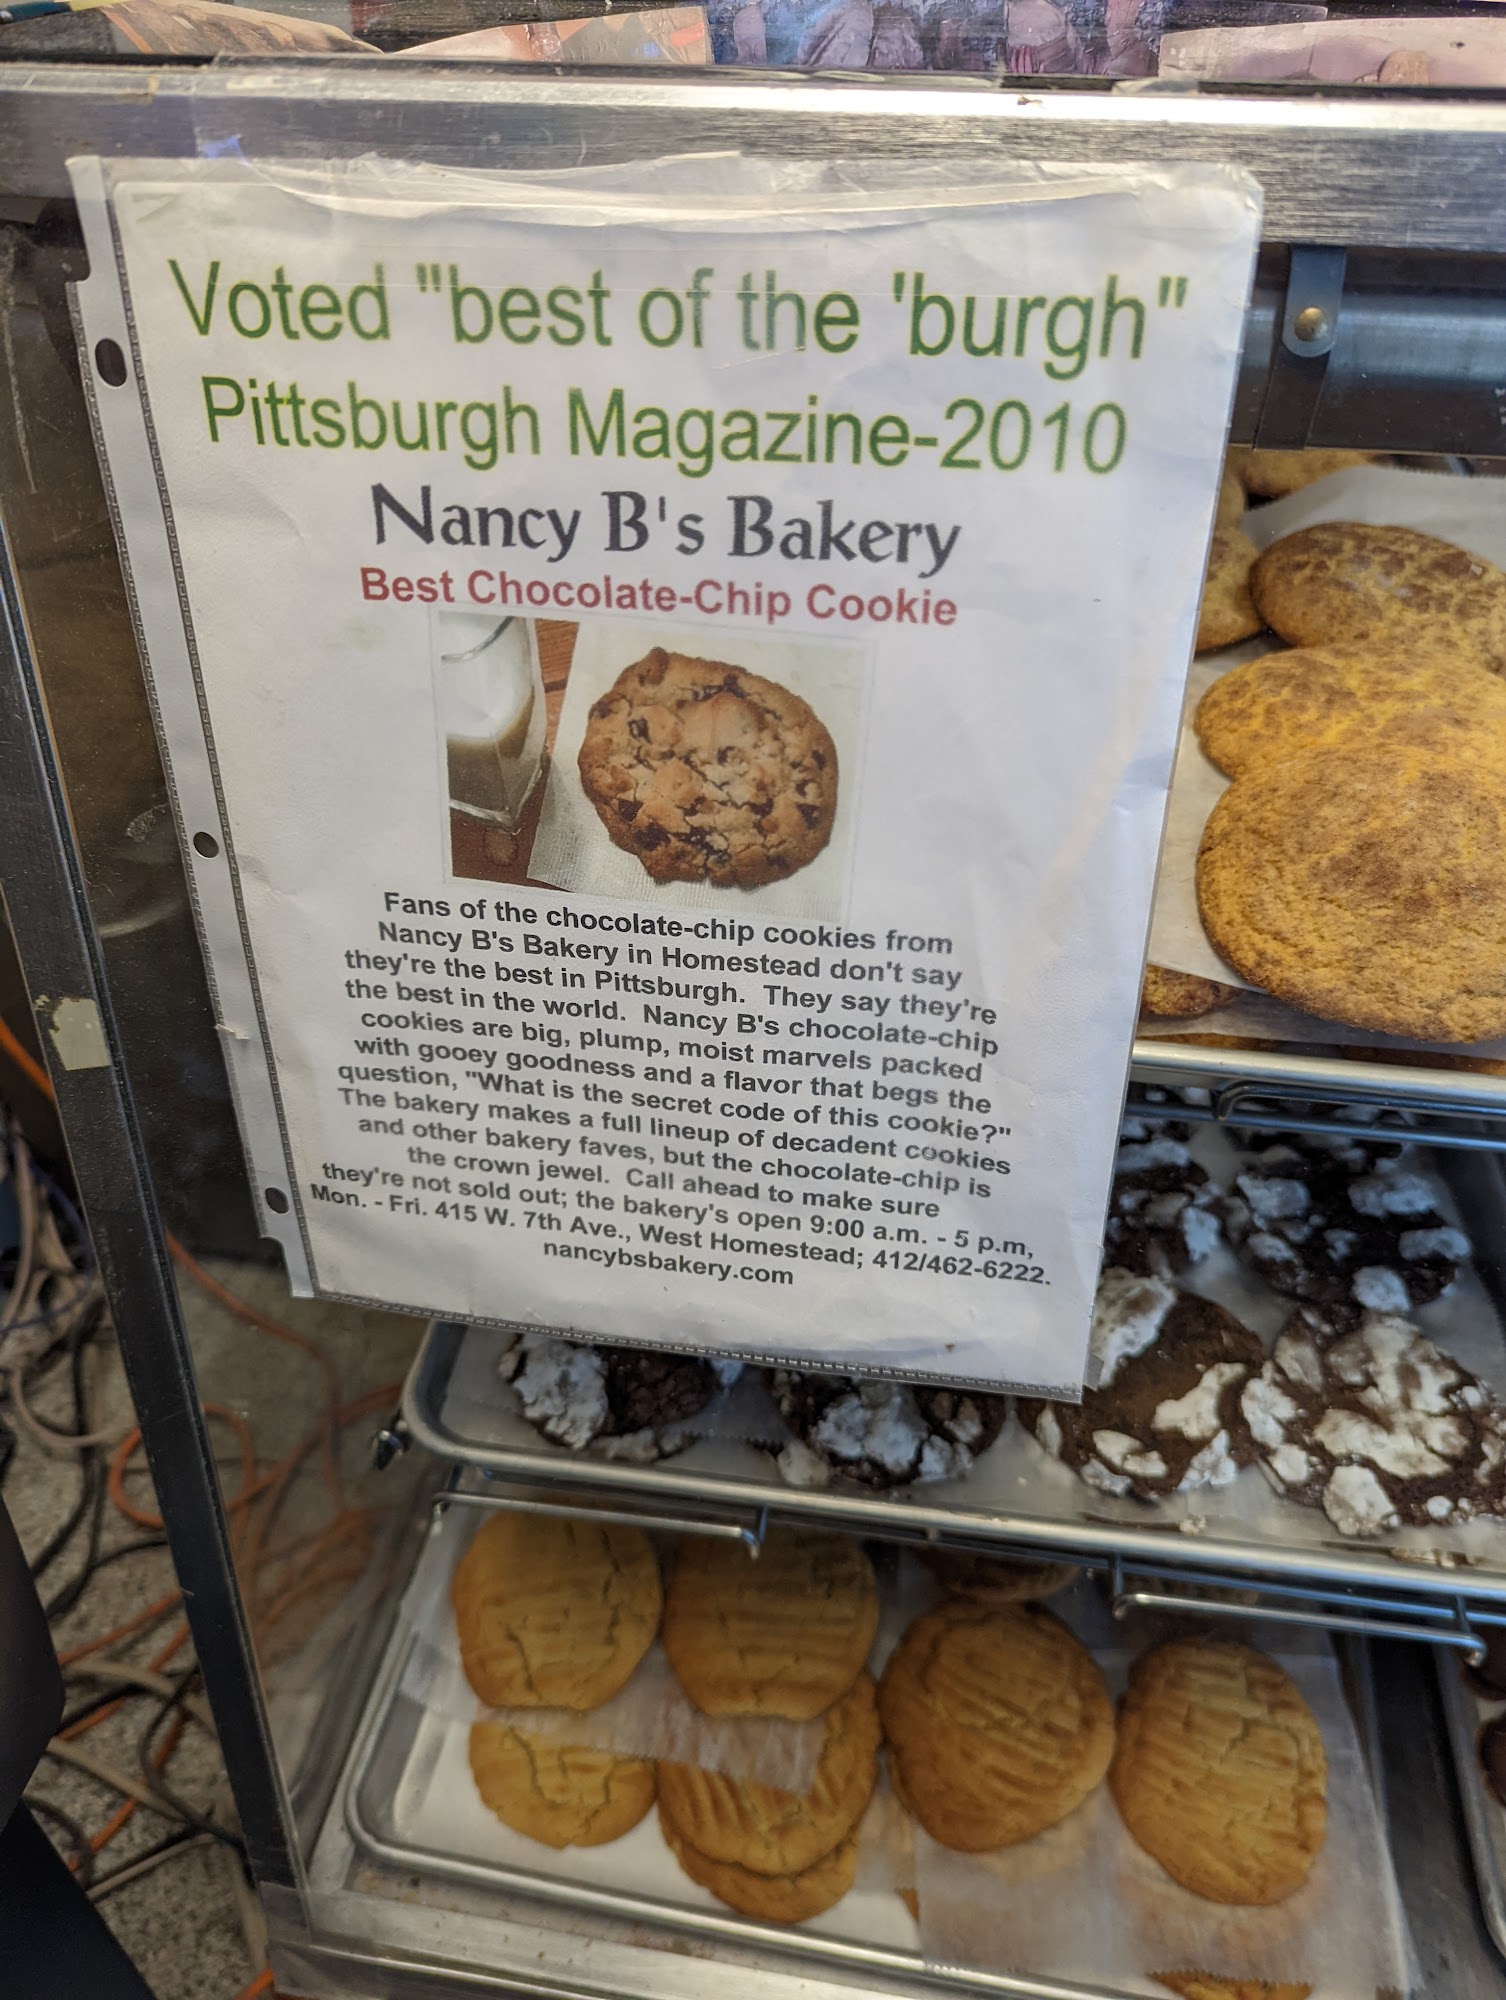 Voted "best of the 'burgh"
Pittsburgh Magazine-2010
Nancy B's Bakery
Best Chocolate-Chip Cookie
Fans of the chocolate-chip cookies from
Nancy B's Bakery in Homestead don't say
they're the best in Pittsburgh. They say they're
the best in the world. Nancy B's chocolate-chip
cookies are big, plump, moist marvels packed
with gooey goodness and a flavor that begs the
question, "What is the secret code of this cookie?"
The bakery makes a full lineup of decadent cookies
and other bakery faves, but the chocolate-chip is
the crown jewel. Call ahead to make sure
they're not sold out; the bakery's open 9:00 a.m. - 5 p.m,
Mon. - Fri. 415 W. 7th Ave., West Homestead; 412/462-6222.
nancybsbakery.com